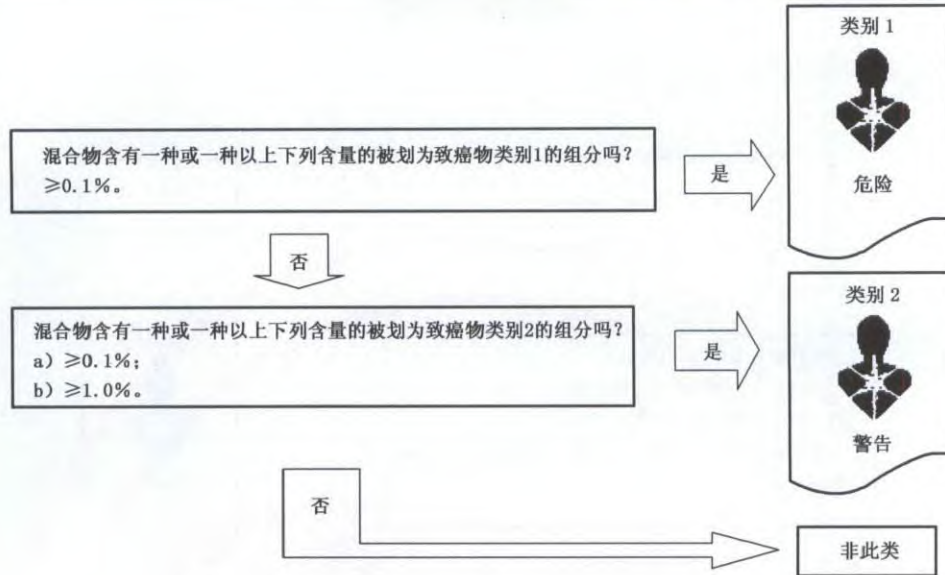 类别 1
混合物含有一种或一种以上下列含量的被划为致癌物类别1的组分吗?
≥0.1%。
是
危险
否
类别 2
混合物含有一种或一种以上下列含量的被划为致癌物类别2的组分吗?
a) ≥0.1%;
b) ≥1.0%。
是
警告
否
非此类